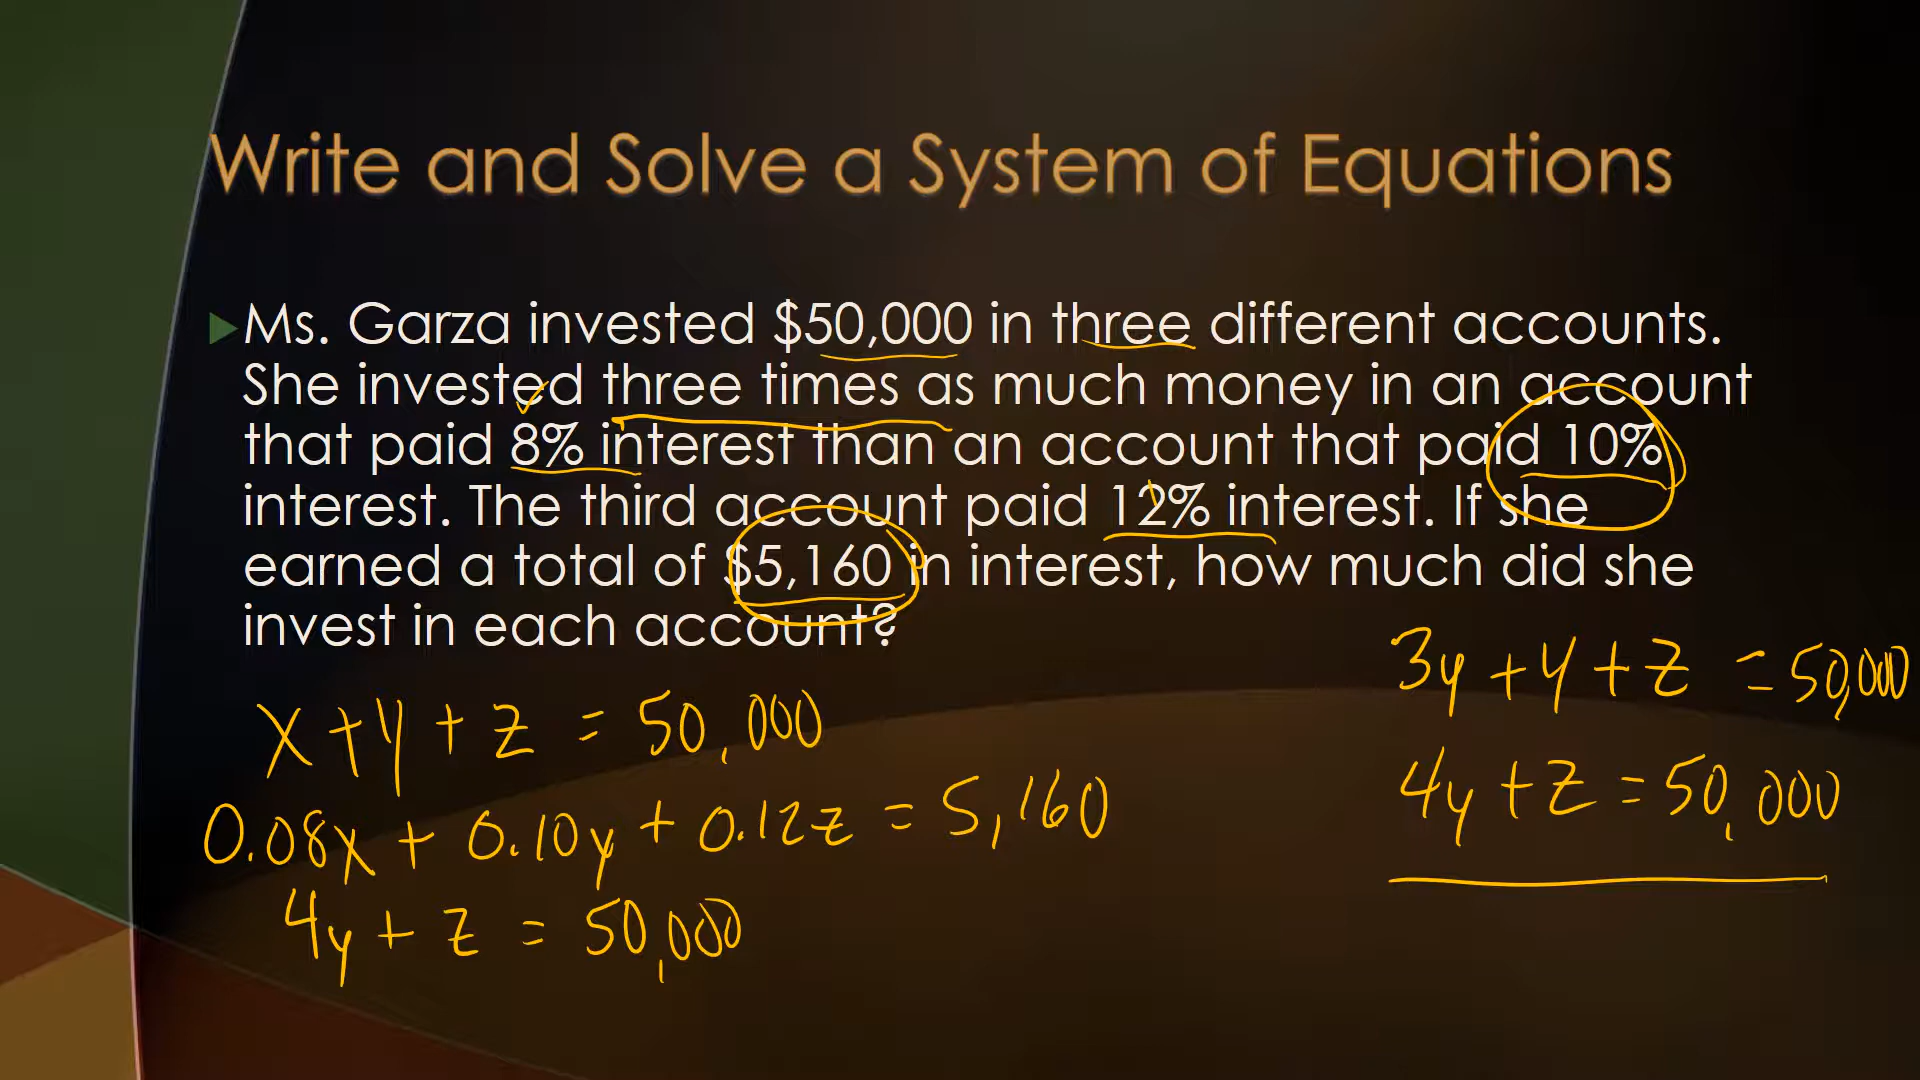 Write and Solve a System of Equations
Ms. Garza invested $50,000 in three different accounts.
She invested three times as much money in an account
that paid 8% interest than an account that paid 10%
interest. The third account paid 12% interest. If she
earned a total of $5,160 in interest, how much did she
invest in each account?
x + y + z = 50,000
0.08x + 0.10y + 0.12z = 5,160
4y + z = 50,000
3y + y + z = 50,000
4y + z = 50,000